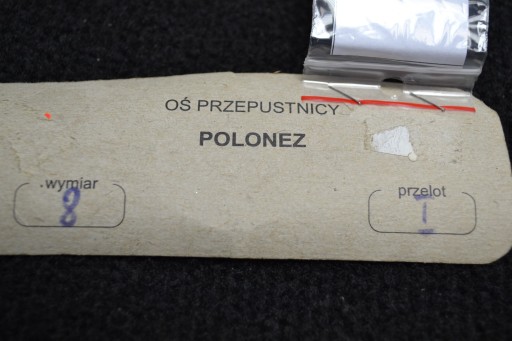 OŚ PRZEPUSTNICY
POLONEZ
wymiar
8
przelot
I